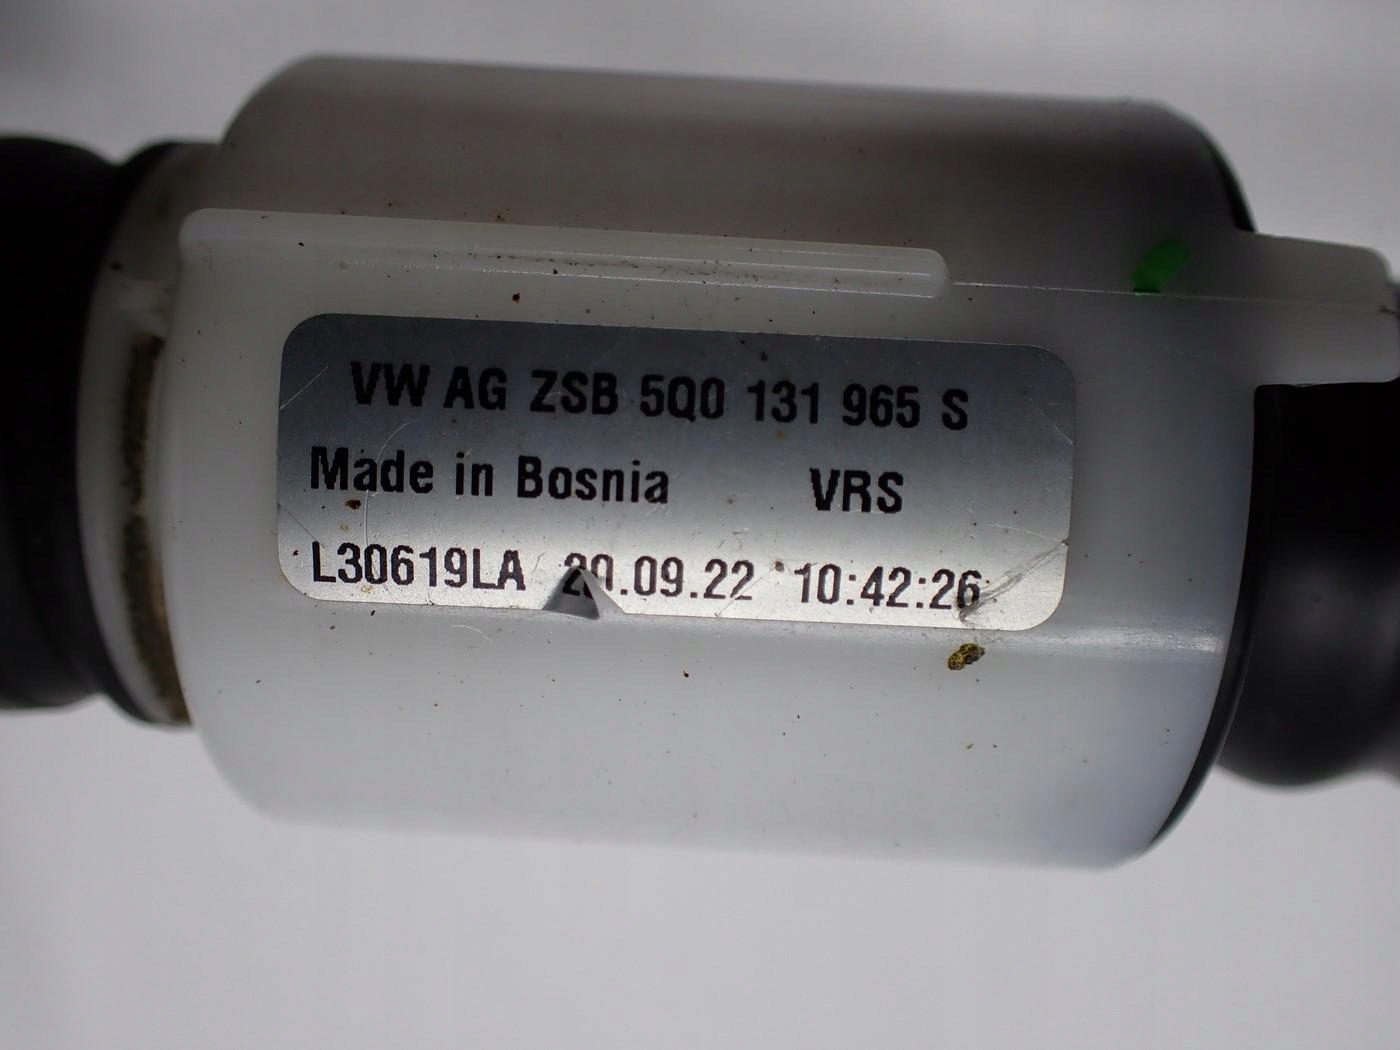 VW AG ZSB 5Q0 131 965 S
Made in Bosnia VRS
L30619LA 20.09.22 10:42:26